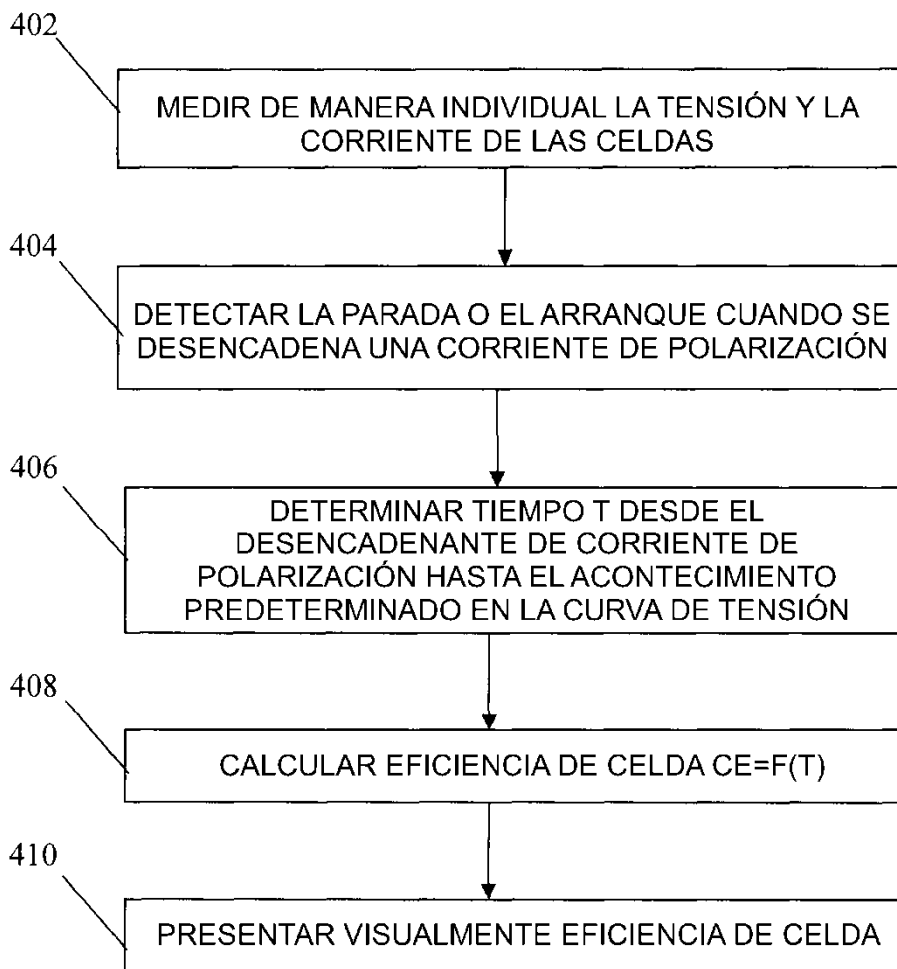 402
MEDIR DE MANERA INDIVIDUAL LA TENSIÓN Y LA
CORRIENTE DE LAS CELDAS
404
DETECTAR LA PARADA O EL ARRANQUE CUANDO SE
DESENCADENA UNA CORRIENTE DE POLARIZACIÓN
406
DETERMINAR TIEMPO T DESDE EL
DESENCADENANTE DE CORRIENTE DE
POLARIZACIÓN HASTA EL ACONTECIMIENTO
PREDETERMINADO EN LA CURVA DE TENSIÓN
408
CALCULAR EFICIENCIA DE CELDA CE=F(T)
410
PRESENTAR VISUALMENTE EFICIENCIA DE CELDA